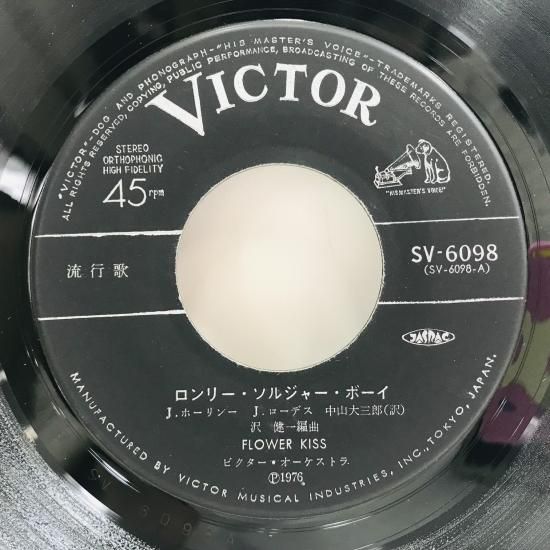 "VICTOR"-DOG AND PHONOGRAPH-"HIS MASTER'S VOICE"-TRADEMARKS REGISTERED.
ALL RIGHTS RESERVED, COPYING, PUBLIC PERFORMANCE, BROADCASTING OF THESE RECORDS ARE FORBIDDEN.
VICTOR
STEREO
ORTHOPHONIC
HIGH FIDELITY
45 rpm
"HIS MASTER'S VOICE"
流行歌
SV-6098
(SV-6098-A)
JASRAC
ロンリー・ソルジャー・ボーイ
J.ホーリンー J.ローデス 中山大三郎(訳)
沢 健一編曲
FLOWER KISS
ビクター・オーケストラ
Ⓟ1976
MANUFACTURED BY VICTOR MUSICAL INDUSTRIES, INC., TOKYO, JAPAN.